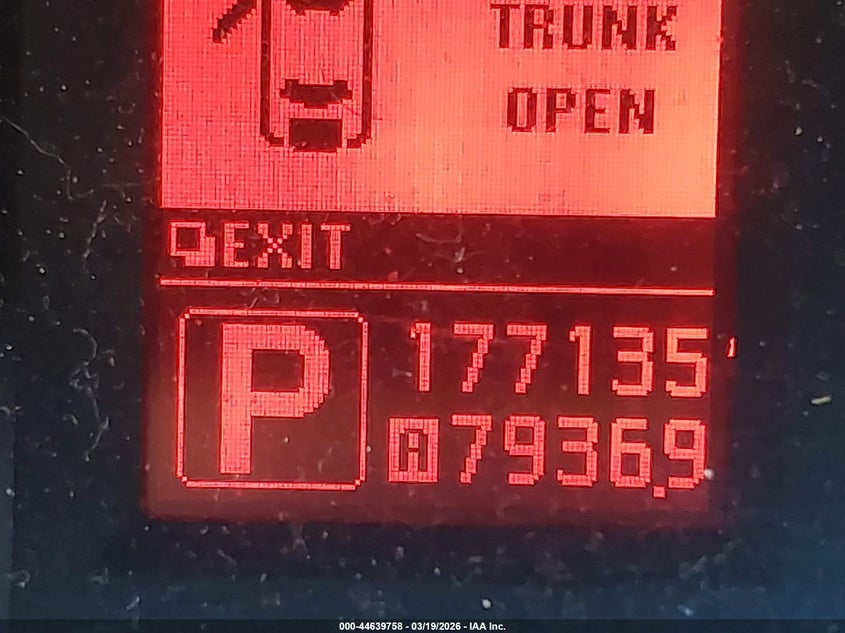 TRUNK
OPEN
EXIT
P
177135
A 7936.9
000-44639758 - 03/19/2026 - IAA Inc.